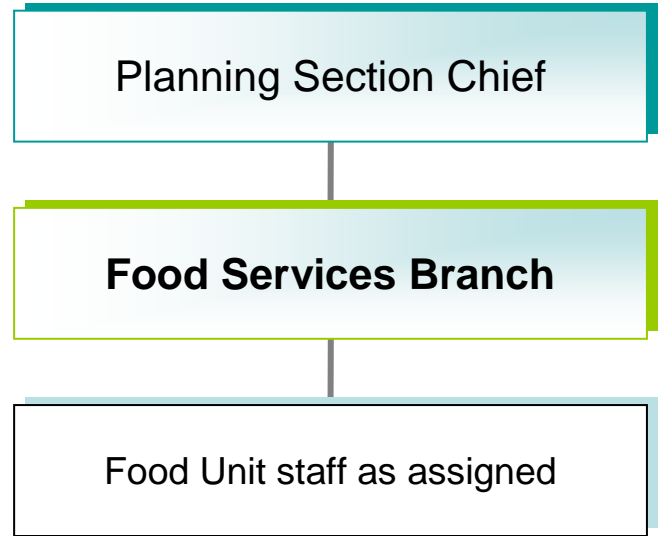 Planning Section Chief
Food Services Branch
Food Unit staff as assigned